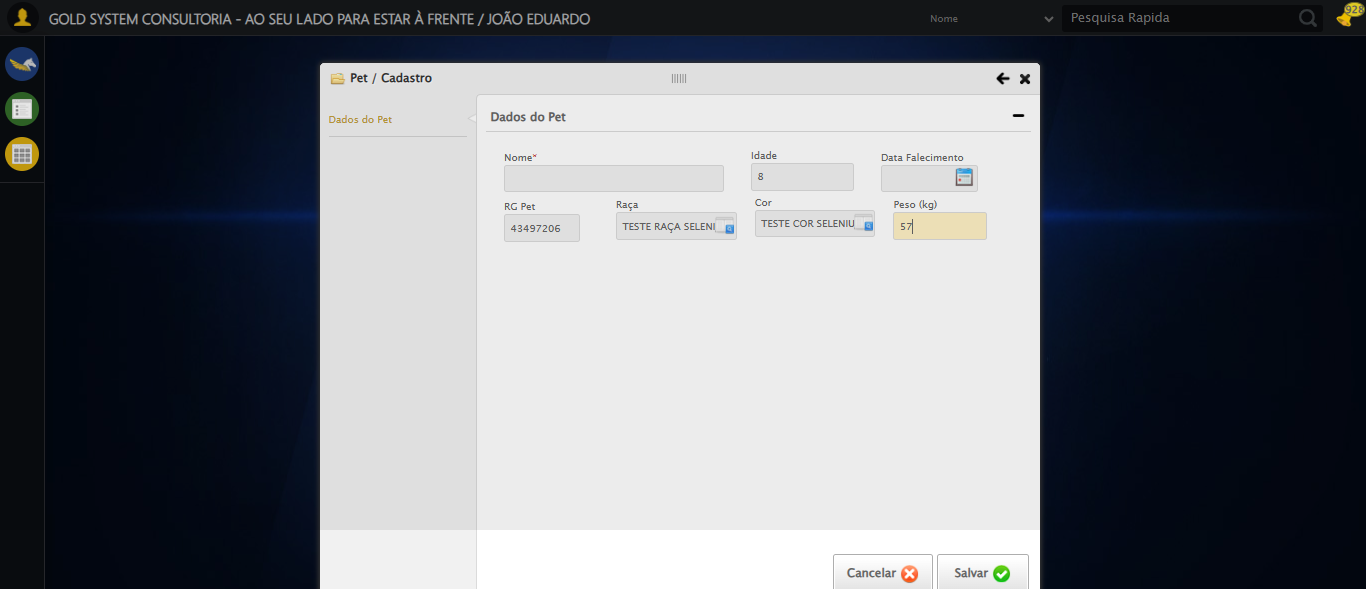 GOLD SYSTEM CONSULTORIA - AO SEU LADO PARA ESTAR À FRENTE / JOÃO EDUARDO
Nome
Pesquisa Rapida
928
Pet / Cadastro
Dados do Pet
Dados do Pet
Nome*
Idade
Data Falecimento
8
RG Pet
Raça
Cor
Peso (kg)
43497206
TESTE RAÇA SELENI
TESTE COR SELENIU
57
Cancelar
Salvar